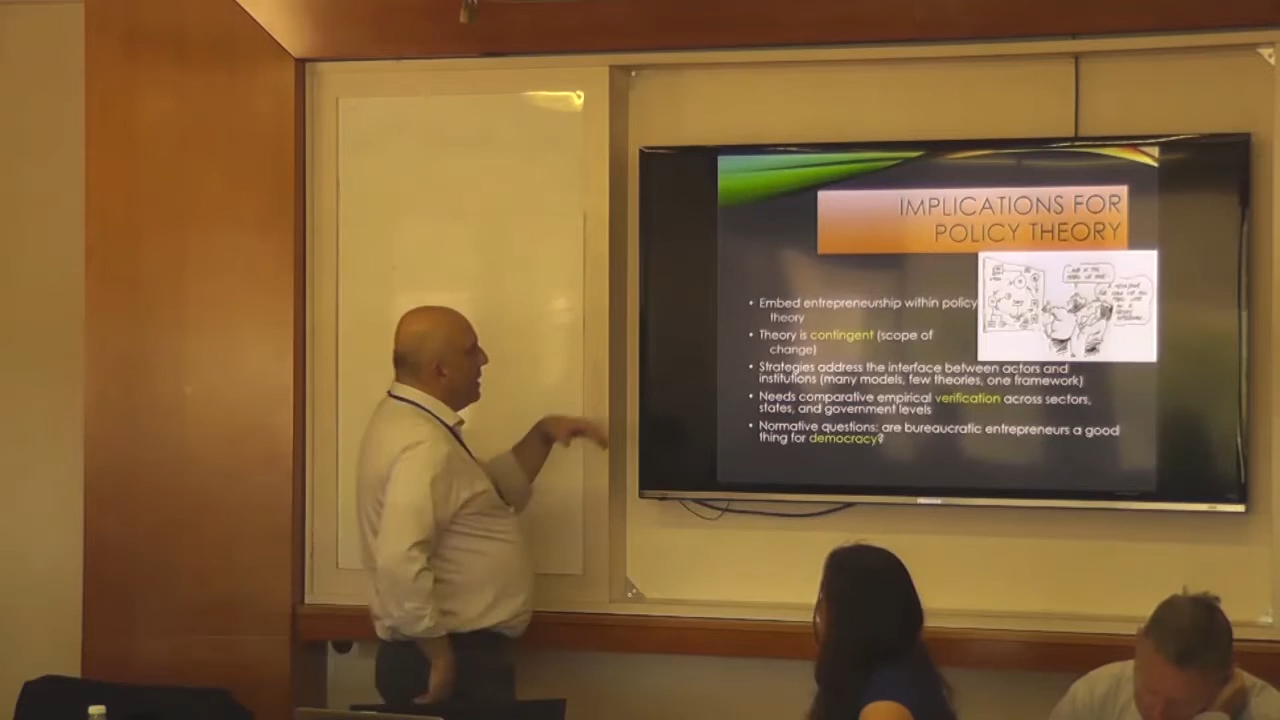 IMPLICATIONS FOR
POLICY THEORY
• Embed entrepreneurship within policy
theory
• Theory is contingent (scope of
change)
• Strategies address the interface between actors and
institutions (many models, few theories, one framework)
• Needs comparative empirical verification across sectors,
states, and government levels
• Normative questions: are bureaucratic entrepreneurs a good
thing for democracy?